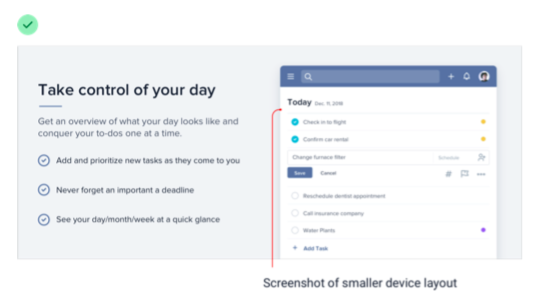 Take control of your day
Get an overview of what your day looks like and
conquer your to-dos one at a time.
Add and prioritize new tasks as they come to you
Never forget an important a deadline
See your day/month/week at a quick glance
Today Dec. 11, 2018
Check in to flight
Confirm car rental
Change furnace filter Schedule
Save Cancel #
Reschedule dentist appointment
Call insurance company
Water Plants
+ Add Task
Screenshot of smaller device layout